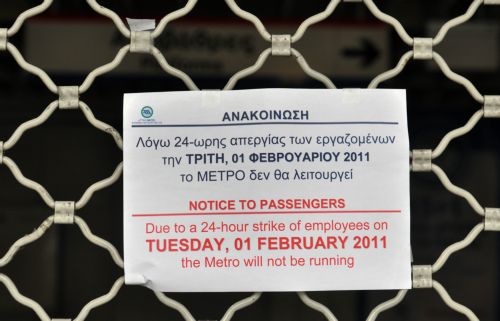 Αποβάθρες
Platforms
ΑΝΑΚΟΙΝΩΣΗ
Λόγω 24-ωρης απεργίας των εργαζομένων
την ΤΡΙΤΗ, 01 ΦΕΒΡΟΥΑΡΙΟΥ 2011
το ΜΕΤΡΟ δεν θα λειτουργεί
NOTICE TO PASSENGERS
Due to a 24-hour strike of employees on
TUESDAY, 01 FEBRUARY 2011
the Metro will not be running